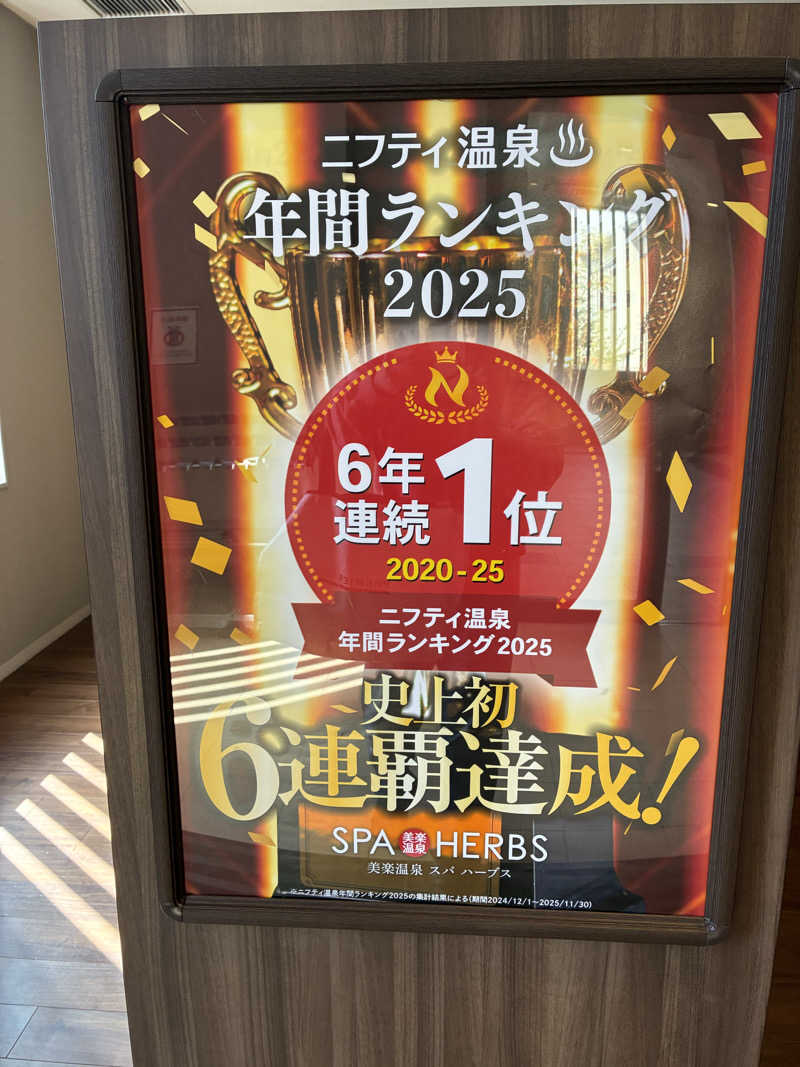 ニフティ温泉
年間ランキング
2025
N
6年
連続
1位
2020-25
ニフティ温泉
年間ランキング2025
史上初
6連覇達成!
SPA 美楽温泉 HERBS
美楽温泉 スパ ハーブス
※ニフティ温泉年間ランキング2025の集計結果による(期間2024/12/1~2025/11/30)